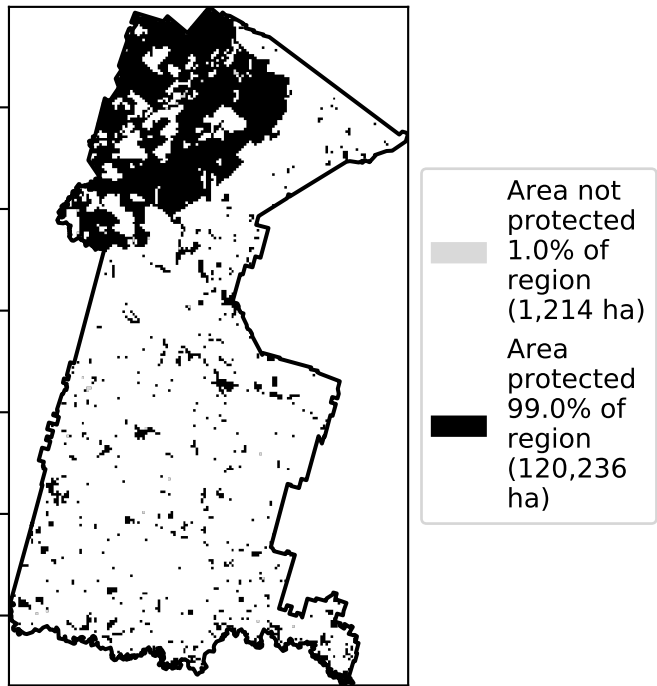 Area not
protected
1.0% of
region
(1,214 ha)
Area
protected
99.0% of
region
(120,236
ha)